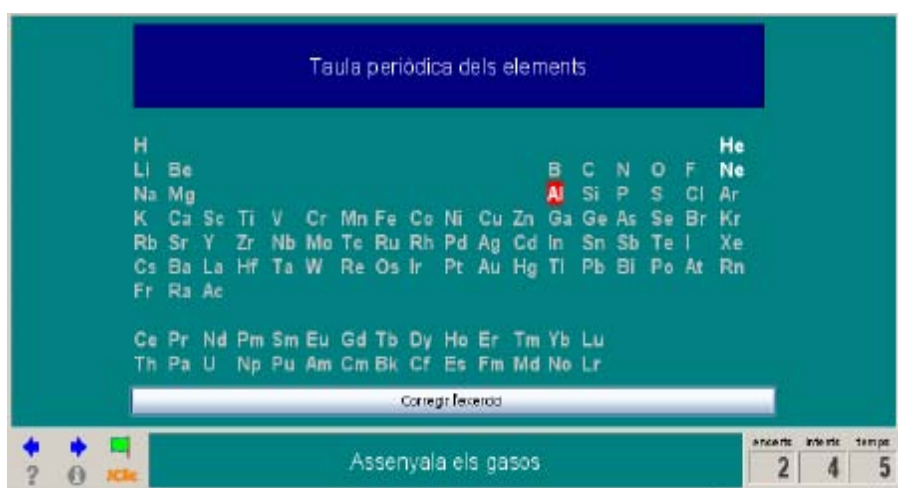 Taula periòdica dels elements
H He
Li Be B C N O F Ne
Na Mg Al Si P S Cl Ar
K Ca Sc Ti V Cr Mn Fe Co Ni Cu Zn Ga Ge As Se Br Kr
Rb Sr Y Zr Nb Mo Tc Ru Rh Pd Ag Cd In Sn Sb Te I Xe
Cs Ba La Hf Ta W Re Os Ir Pt Au Hg Tl Pb Bi Po At Rn
Fr Ra Ac
Ce Pr Nd Pm Sm Eu Gd Tb Dy Ho Er Tm Yb Lu
Th Pa U Np Pu Am Cm Bk Cf Es Fm Md No Lr
Corregir l'exercici
encerts intents temps
? JClic Assenyala els gasos 2 4 5